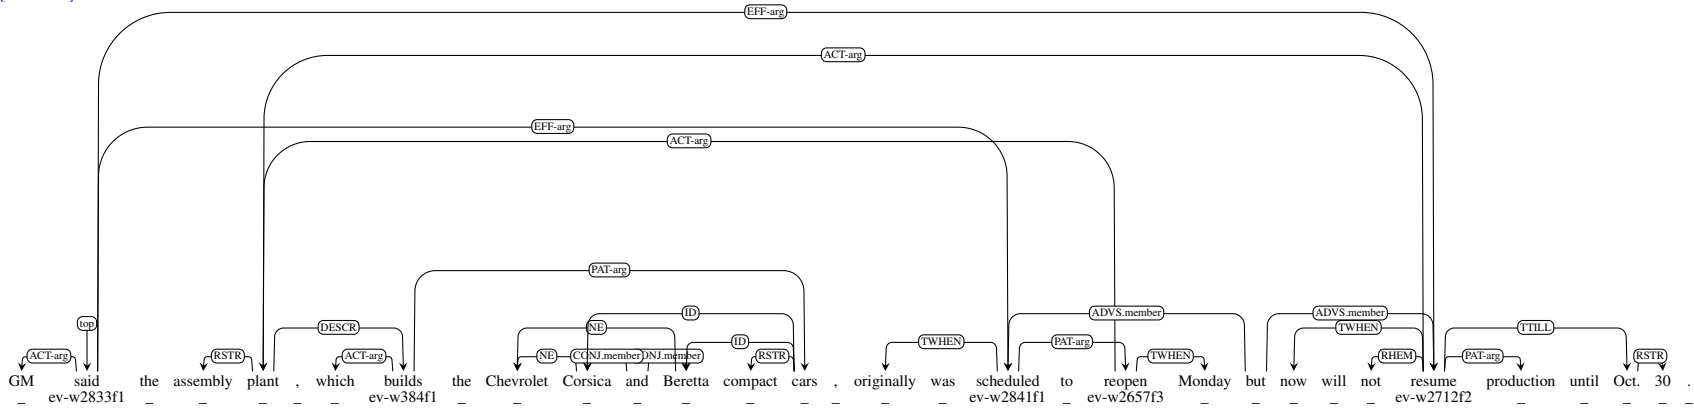 EFF-arg
ACT-arg
EFF-arg
ACT-arg
PAT-arg
top ID ADVS.member ADVS.member
DESCR NE TWHEN TTILL
ID TWHEN PAT-arg
ACT-arg RSTR ACT-arg NE CONJ.member ONJ.member RSTR TWHEN RHEM PAT-arg RSTR
GM said the assembly plant , which builds the Chevrolet Corsica and Beretta compact cars , originally was scheduled to reopen Monday but now will not resume production until Oct. 30 .
_ ev-w2833f1 _ _ _ _ _ ev-w384f1 _ _ _ _ _ _ _ _ _ _ ev-w2841f1 _ ev-w2657f3 _ _ _ _ _ ev-w2712f2 _ _ _ _ _